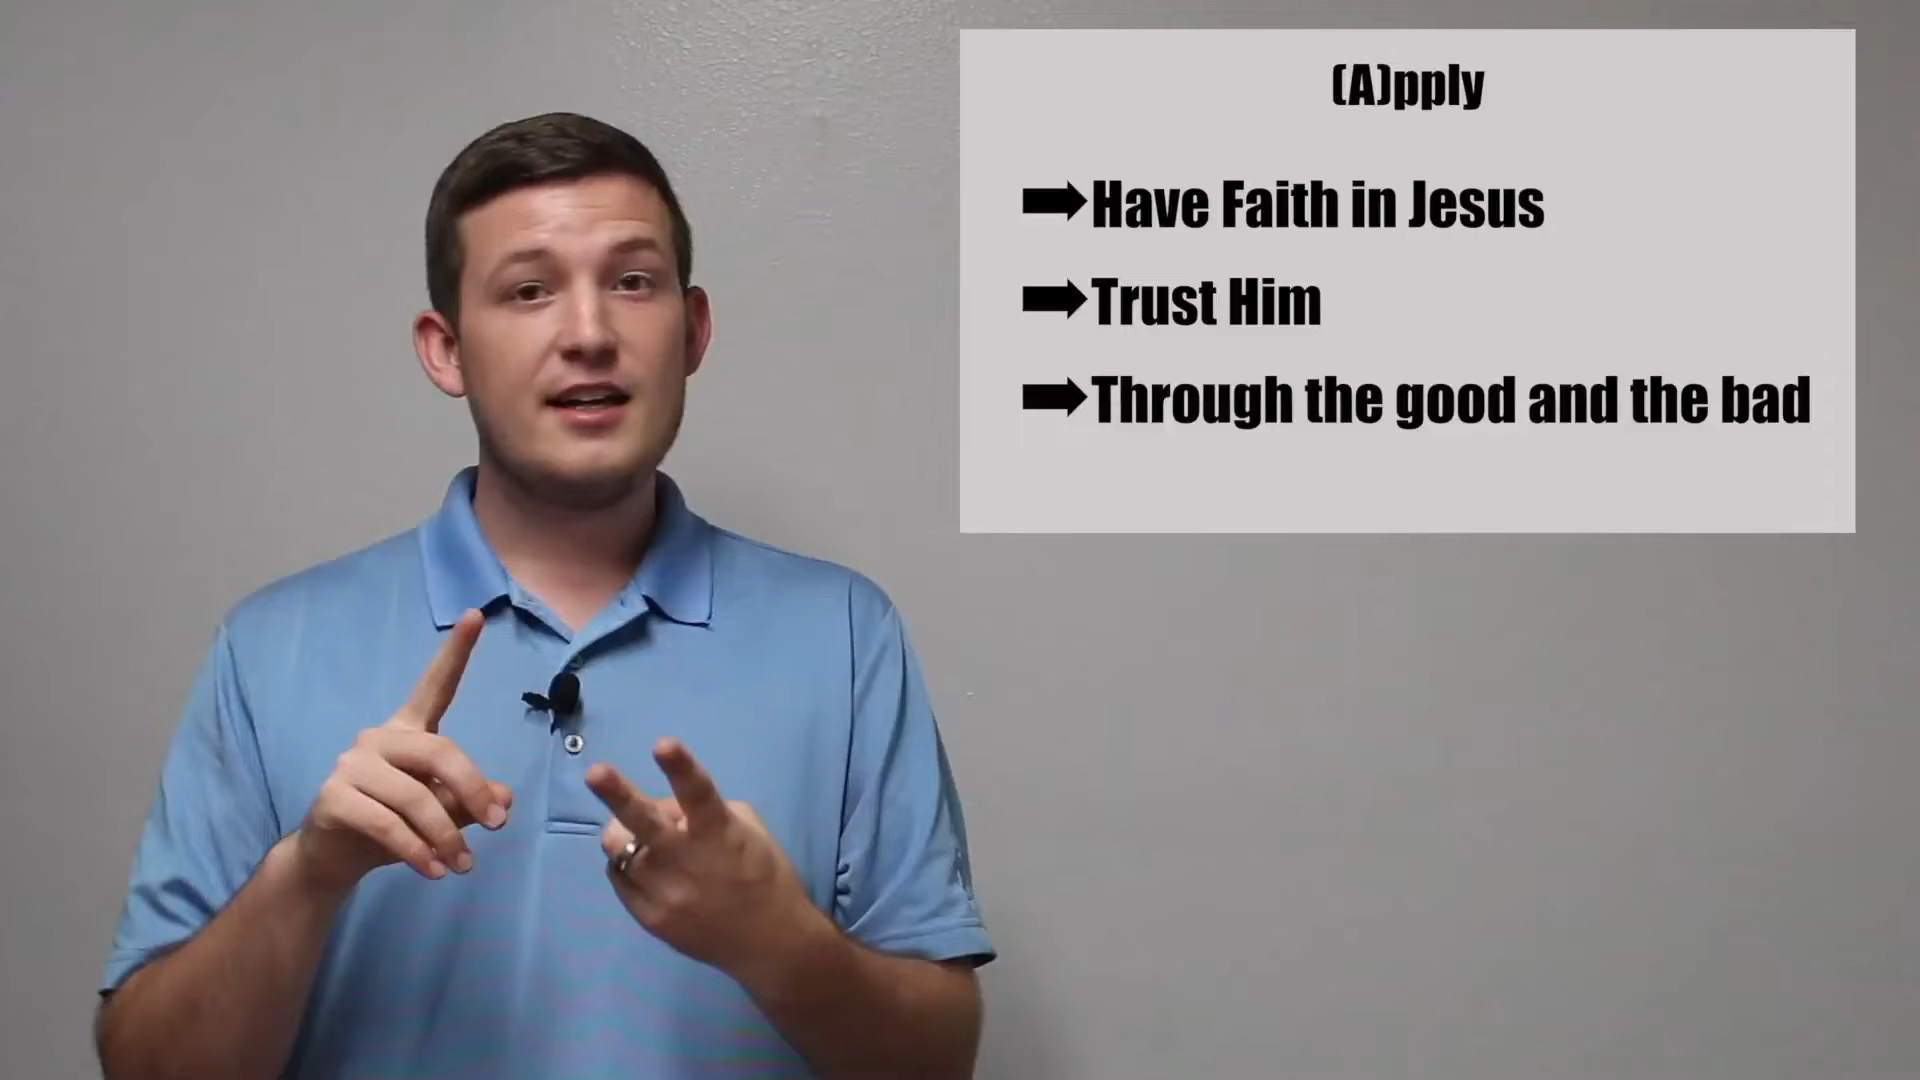 (A)pply
➡Have Faith in Jesus
➡Trust Him
➡Through the good and the bad